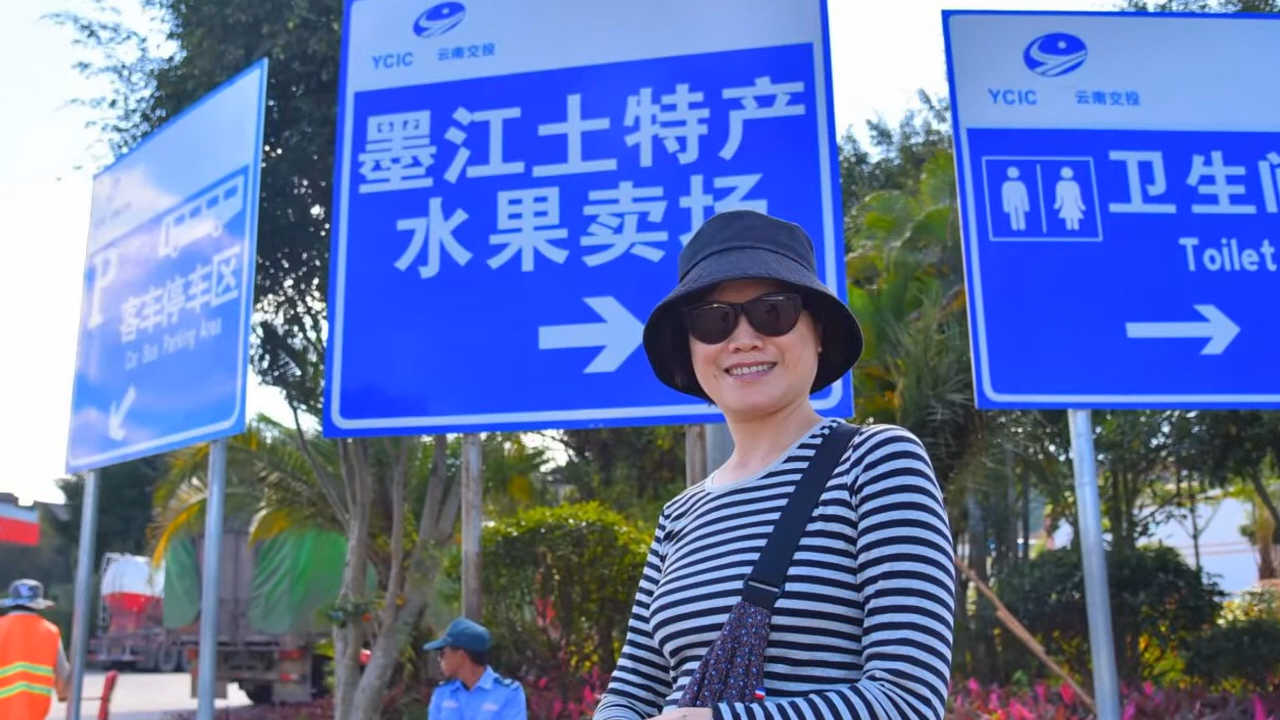 P
客车停车区
Car Bus Parking Area
YCIC 云南交投
墨江土特产
水果卖场
YCIC 云南交投
卫生间
Toilet